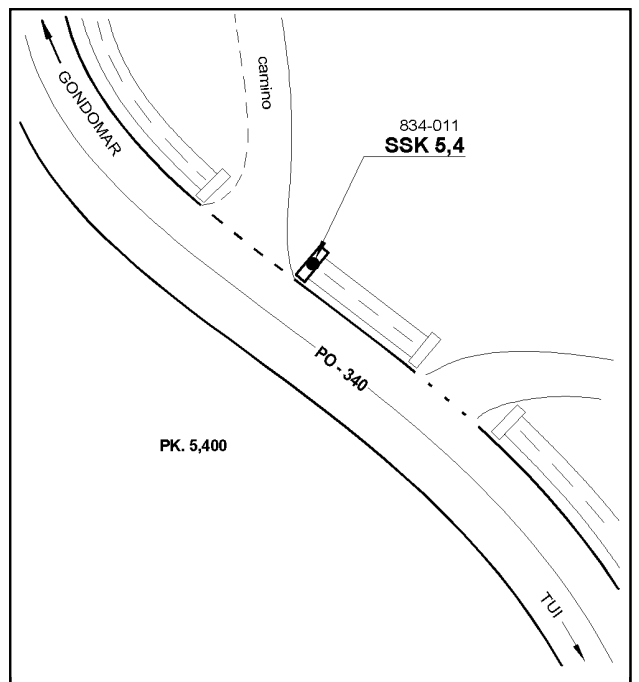 GONDOMAR
camino
834-011
SSK 5,4
PO - 340
PK. 5,400
TUI